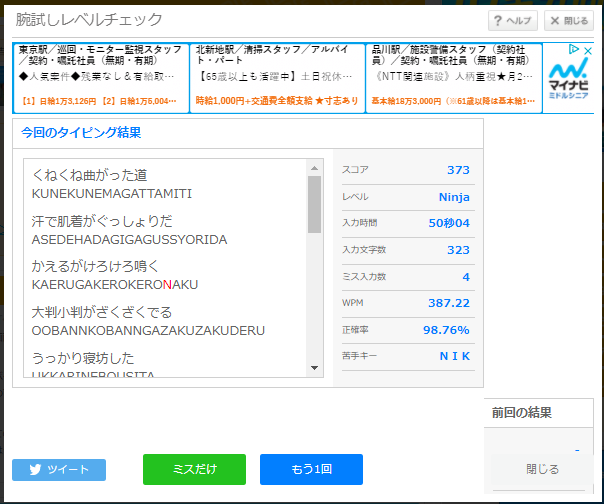 腕試しレベルチェック
? ヘルプ
× 閉じる
東京駅／巡回・モニター監視スタッフ
／契約・嘱託社員（無期・有期）
◆人気案件◆残業なし＆有給取…
【1】日給1万3,126円 【2】日給1万5,004…
北新地駅／清掃スタッフ／アルバイ
ト・パート
【65歳以上も活躍中】土日祝休…
時給1,000円+交通費全額支給 ★寸志あり
品川駅／施設警備スタッフ（契約社
員）／契約・嘱託社員（無期・有期）
《NTT関連施設》人柄重視★月2…
基本給18万3,000円（※61歳以降は基本給1…
マイナビ
ミドルシニア
今回のタイピング結果
くねくね曲がった道
KUNEKUNEMAGATTAMITI
汗で肌着がぐっしょりだ
ASEDEHADAGIGAGUSSYORIDA
かえるがけろけろ鳴く
KAERUGAKEROKERONAKU
大判小判がざくざくでる
OOBANNKOBANNGAZAKUZAKUDERU
うっかり寝坊した
UKKARINEBOUSITA
スコア 373
レベル Ninja
入力時間 50秒04
入力文字数 323
ミス入力数 4
WPM 387.22
正確率 98.76%
苦手キー N I K
前回の結果
-
ツイート
ミスだけ
もう1回
閉じる